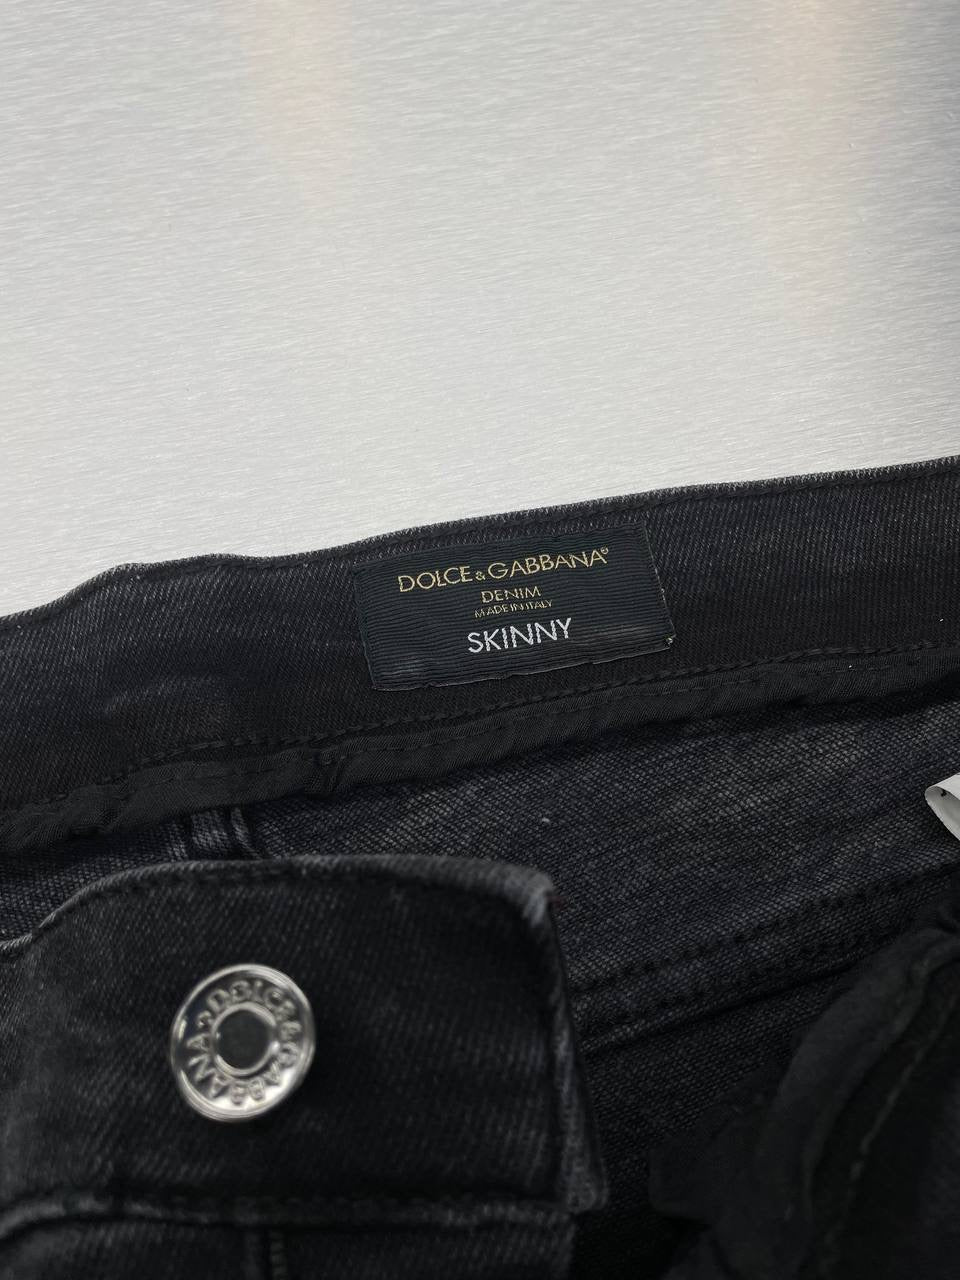 DOLCE&GABBANA®
DENIM
MADE IN ITALY
SKINNY
DOLCE&GABBANA